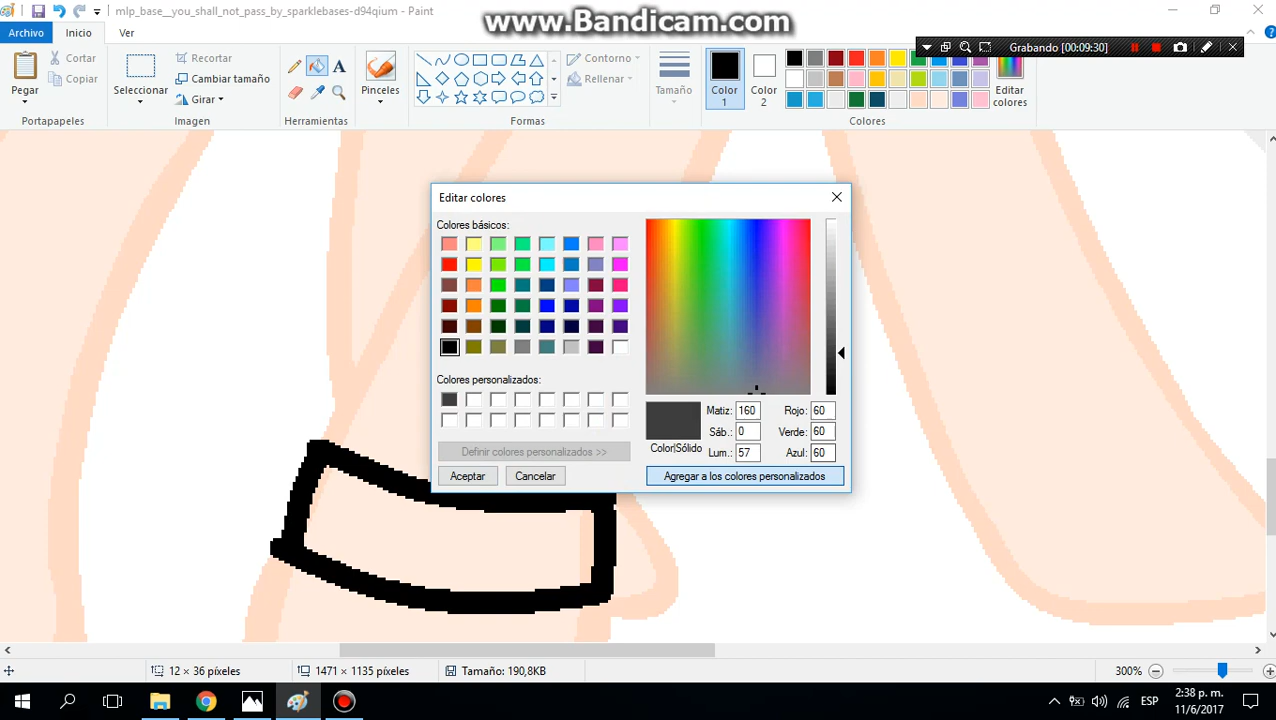 mlp_base__you_shall_not_pass_by_sparklebases-d94qium - Paint
www.Bandicam.com
Archivo Inicio Ver
Grabando [00:09:30]
Pegar
Cortar
Copiar
Portapapeles
Seleccionar
Recortar
Cambiar tamaño
Girar
Imagen
A
Herramientas
Pinceles
Contorno
Rellenar
Formas
Tamaño
Color 1
Color 2
Editar colores
Colores
Editar colores
Colores básicos:
Colores personalizados:
Definir colores personalizados >>
Aceptar Cancelar
Color|Sólido
Matiz: 160
Sáb.: 0
Lum.: 57
Rojo: 60
Verde: 60
Azul: 60
Agregar a los colores personalizados
12 × 36 píxeles 1471 × 1135 píxeles Tamaño: 190,8KB 300%
ESP
2:38 p. m.
11/6/2017